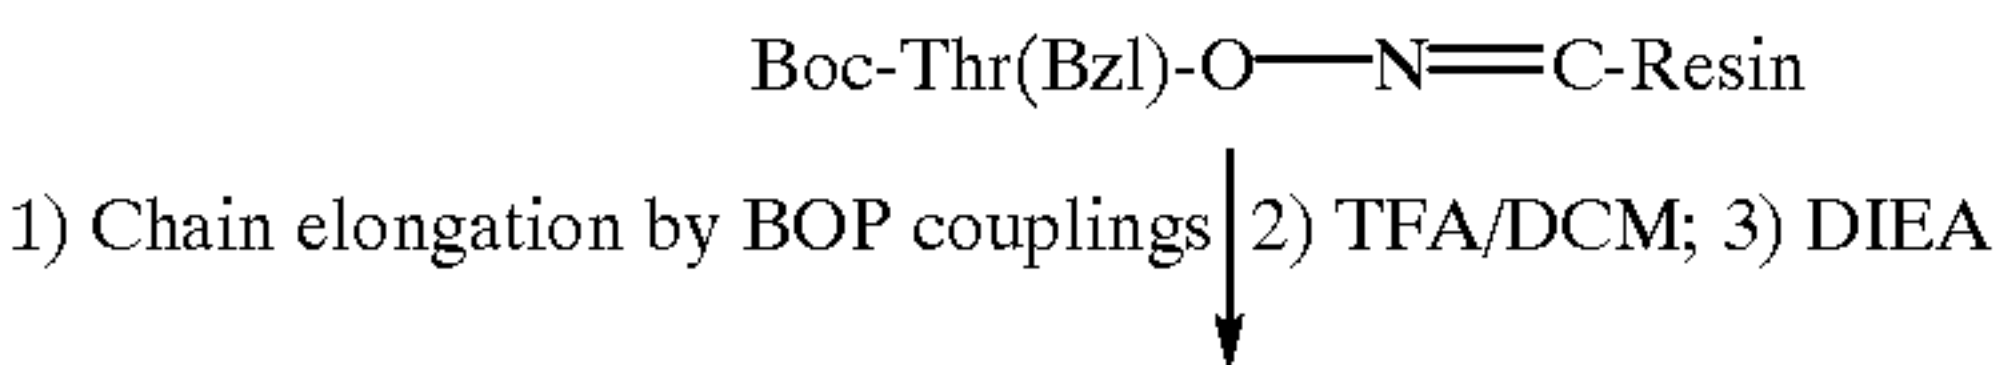 Boc-Thr(Bzl)-O—N=C-Resin
1) Chain elongation by BOP couplings 2) TFA/DCM; 3) DIEA